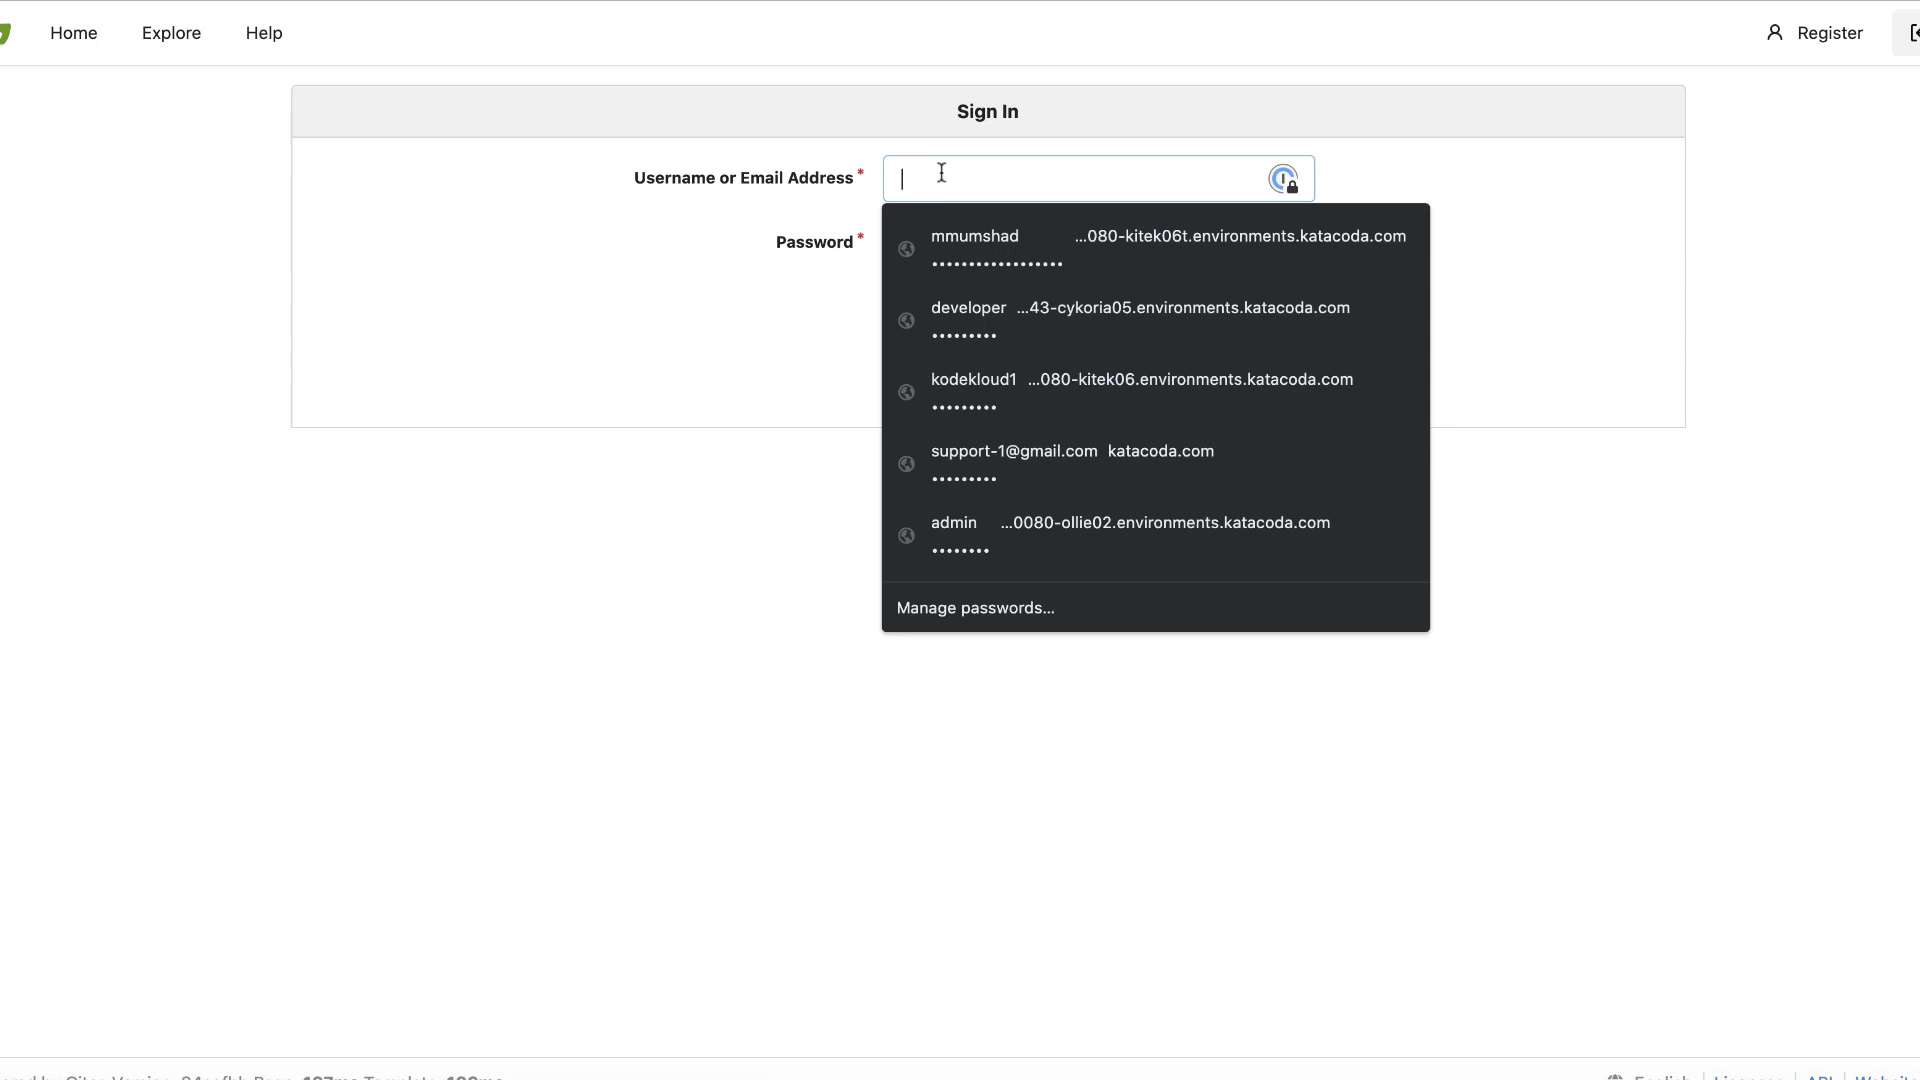 Home Explore Help Register
Sign In
Username or Email Address *
Password *
mmumshad ...080-kitek06t.environments.katacoda.com
••••••••••••••••••
developer ...43-cykoria05.environments.katacoda.com
•••••••••
kodekloud1 ...080-kitek06.environments.katacoda.com
•••••••••
support-1@gmail.com katacoda.com
•••••••••
admin ...0080-ollie02.environments.katacoda.com
••••••••
Manage passwords...